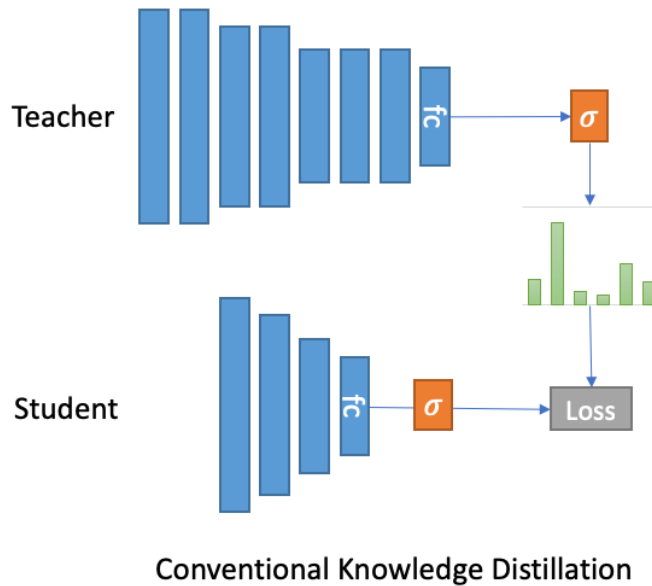 Teacher
fc
σ
Student
fc
σ
Loss
Conventional Knowledge Distillation